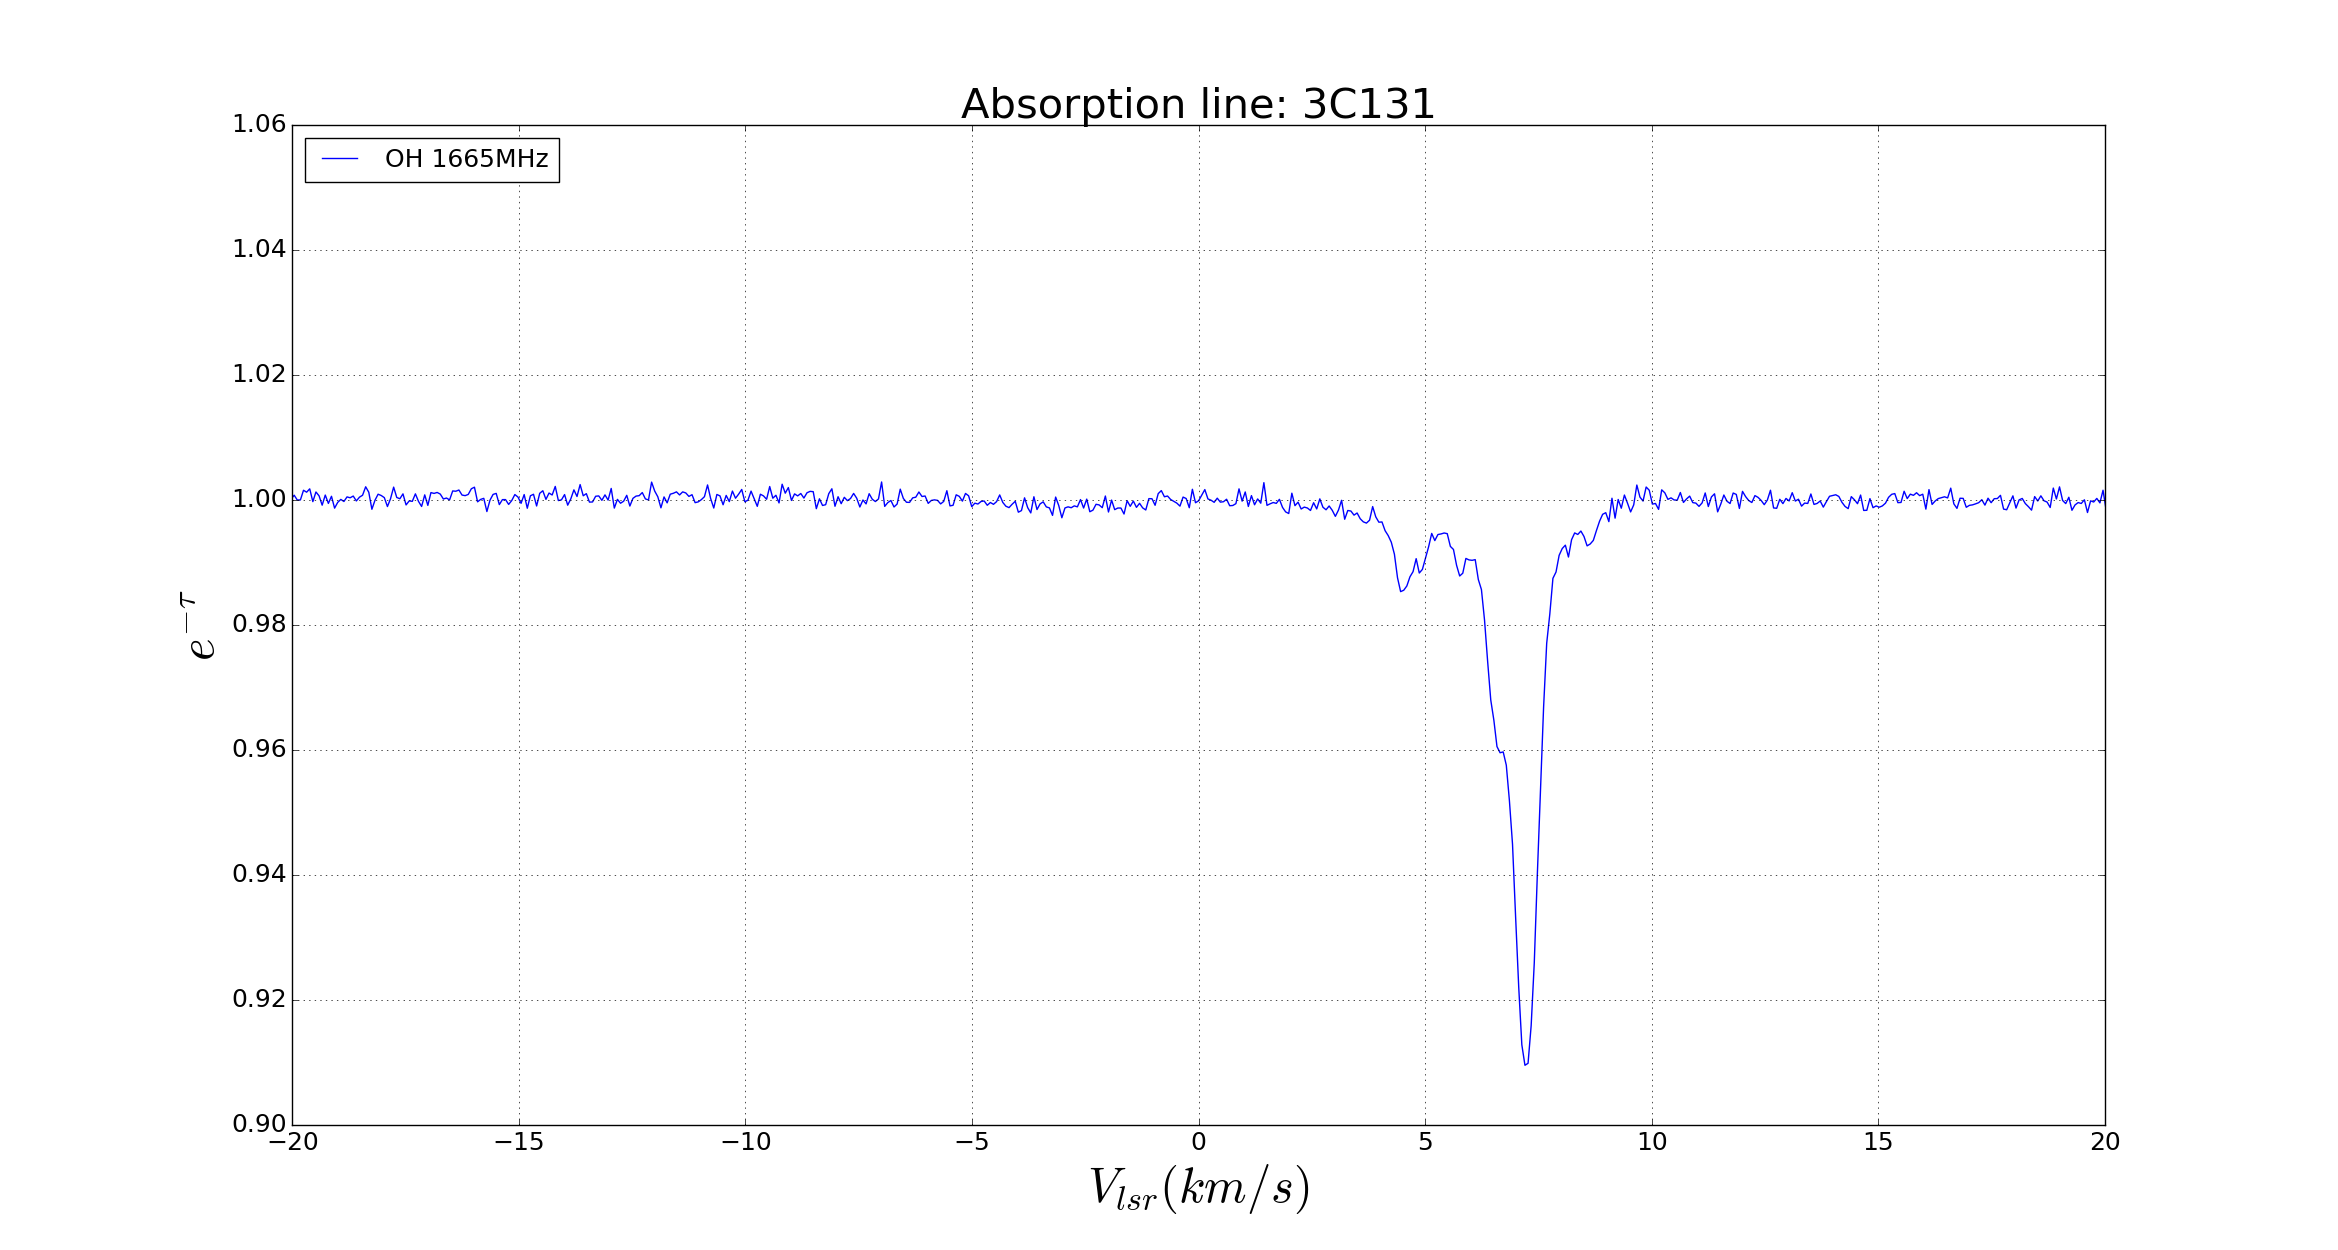 Absorption line: 3C131
OH 1665MHz
1.06
1.04
1.02
1.00
0.98
0.96
0.94
0.92
0.90
e^{-τ}
−20 −15 −10 −5 0 5 10 15 20
V_{lsr}(km/s)